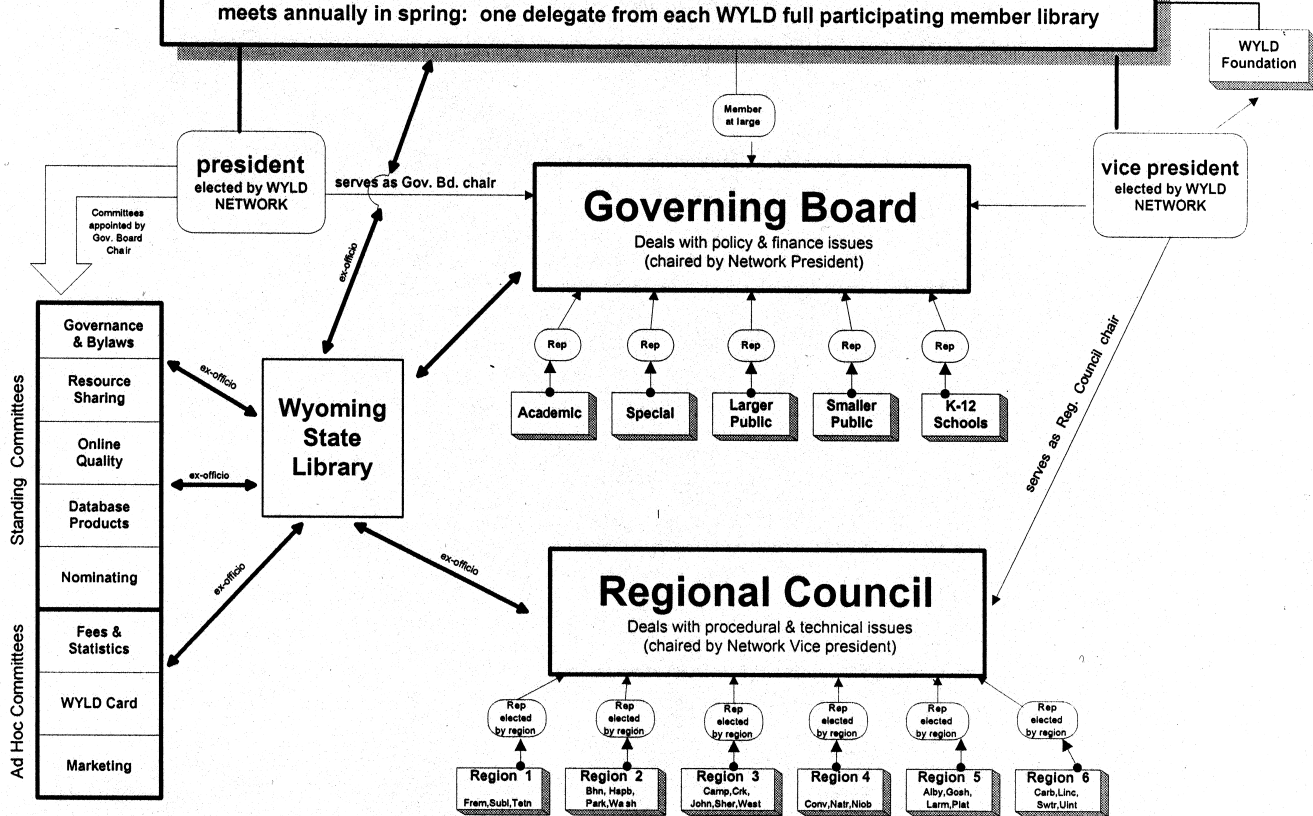 meets annually in spring: one delegate from each WYLD full participating member library
WYLD
Foundation
Member
at large
president
elected by WYLD
NETWORK
serves as Gov. Bd. chair
vice president
elected by WYLD
NETWORK
Governing Board
Deals with policy & finance issues
(chaired by Network President)
Committees
appointed by
Gov. Board
Chair
ex-officio
Rep
Rep
Rep
Rep
Rep
Academic
Special
Larger
Public
Smaller
Public
K-12
Schools
serves as Reg. Council chair
Standing Committees
Governance
& Bylaws
Resource
Sharing
Online
Quality
Database
Products
Nominating
Ad Hoc Committees
Fees &
Statistics
WYLD Card
Marketing
ex-officio
ex-officio
ex-officio
Wyoming
State
Library
ex-officio
Regional Council
Deals with procedural & technical issues
(chaired by Network Vice president)
Rep
elected
by region
Rep
elected
by region
Rep
elected
by region
Rep
elected
by region
Rep
elected
by region
Rep
elected
by region
Region 1
Frem,Subl,Tetn
Region 2
Bhn, Hspb,
Park,Wash
Region 3
Camp,Crk,
John,Sher,West
Region 4
Conv,Natr,Niob
Region 5
Alby,Gosh,
Larm,Plat
Region 6
Carb,Linc,
Swtr,Uint